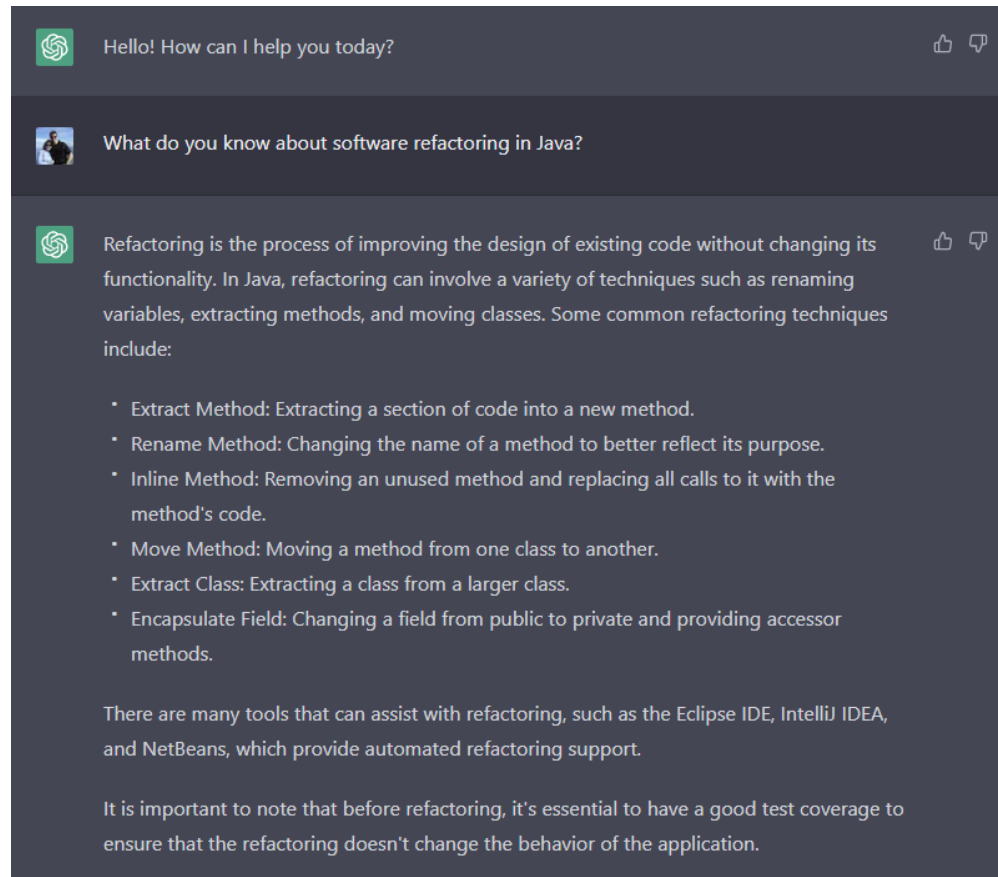 Hello! How can I help you today?
What do you know about software refactoring in Java?
Refactoring is the process of improving the design of existing code without changing its
functionality. In Java, refactoring can involve a variety of techniques such as renaming
variables, extracting methods, and moving classes. Some common refactoring techniques
include:
• Extract Method: Extracting a section of code into a new method.
• Rename Method: Changing the name of a method to better reflect its purpose.
• Inline Method: Removing an unused method and replacing all calls to it with the
method's code.
• Move Method: Moving a method from one class to another.
• Extract Class: Extracting a class from a larger class.
• Encapsulate Field: Changing a field from public to private and providing accessor
methods.
There are many tools that can assist with refactoring, such as the Eclipse IDE, IntelliJ IDEA,
and NetBeans, which provide automated refactoring support.
It is important to note that before refactoring, it's essential to have a good test coverage to
ensure that the refactoring doesn't change the behavior of the application.